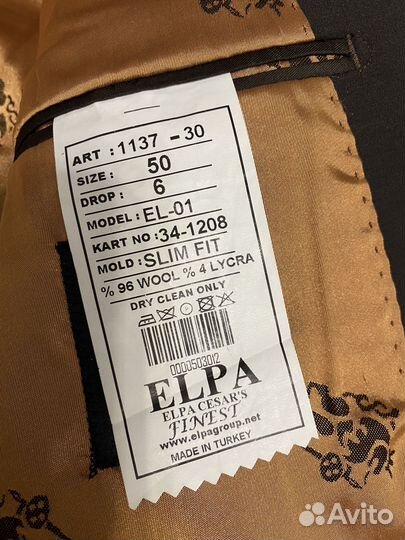 ART : 1137 - 30
SIZE : 50
DROP : 6
MODEL : EL-01
KART NO : 34-1208
MOLD : SLIM FIT
% 96 WOOL % 4 LYCRA
DRY CLEAN ONLY
0000503012
ELPA
ELPA CESAR'S
FINEST
www.elpagroup.net
MADE IN TURKEY
Avito